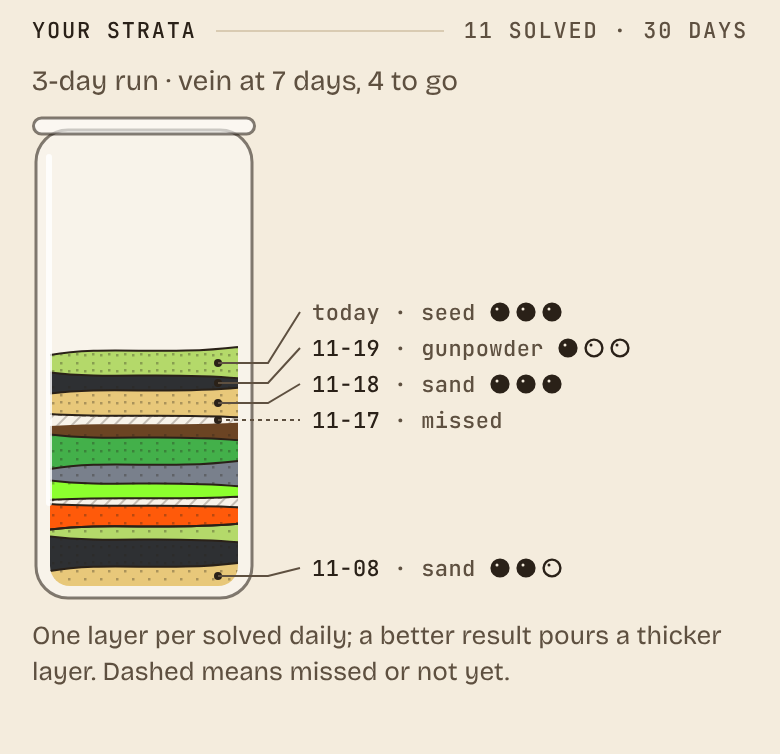 YOUR STRATA 11 SOLVED · 30 DAYS
3-day run · vein at 7 days, 4 to go
today · seed
11-19 · gunpowder
11-18 · sand
11-17 · missed
11-08 · sand
One layer per solved daily; a better result pours a thicker
layer. Dashed means missed or not yet.